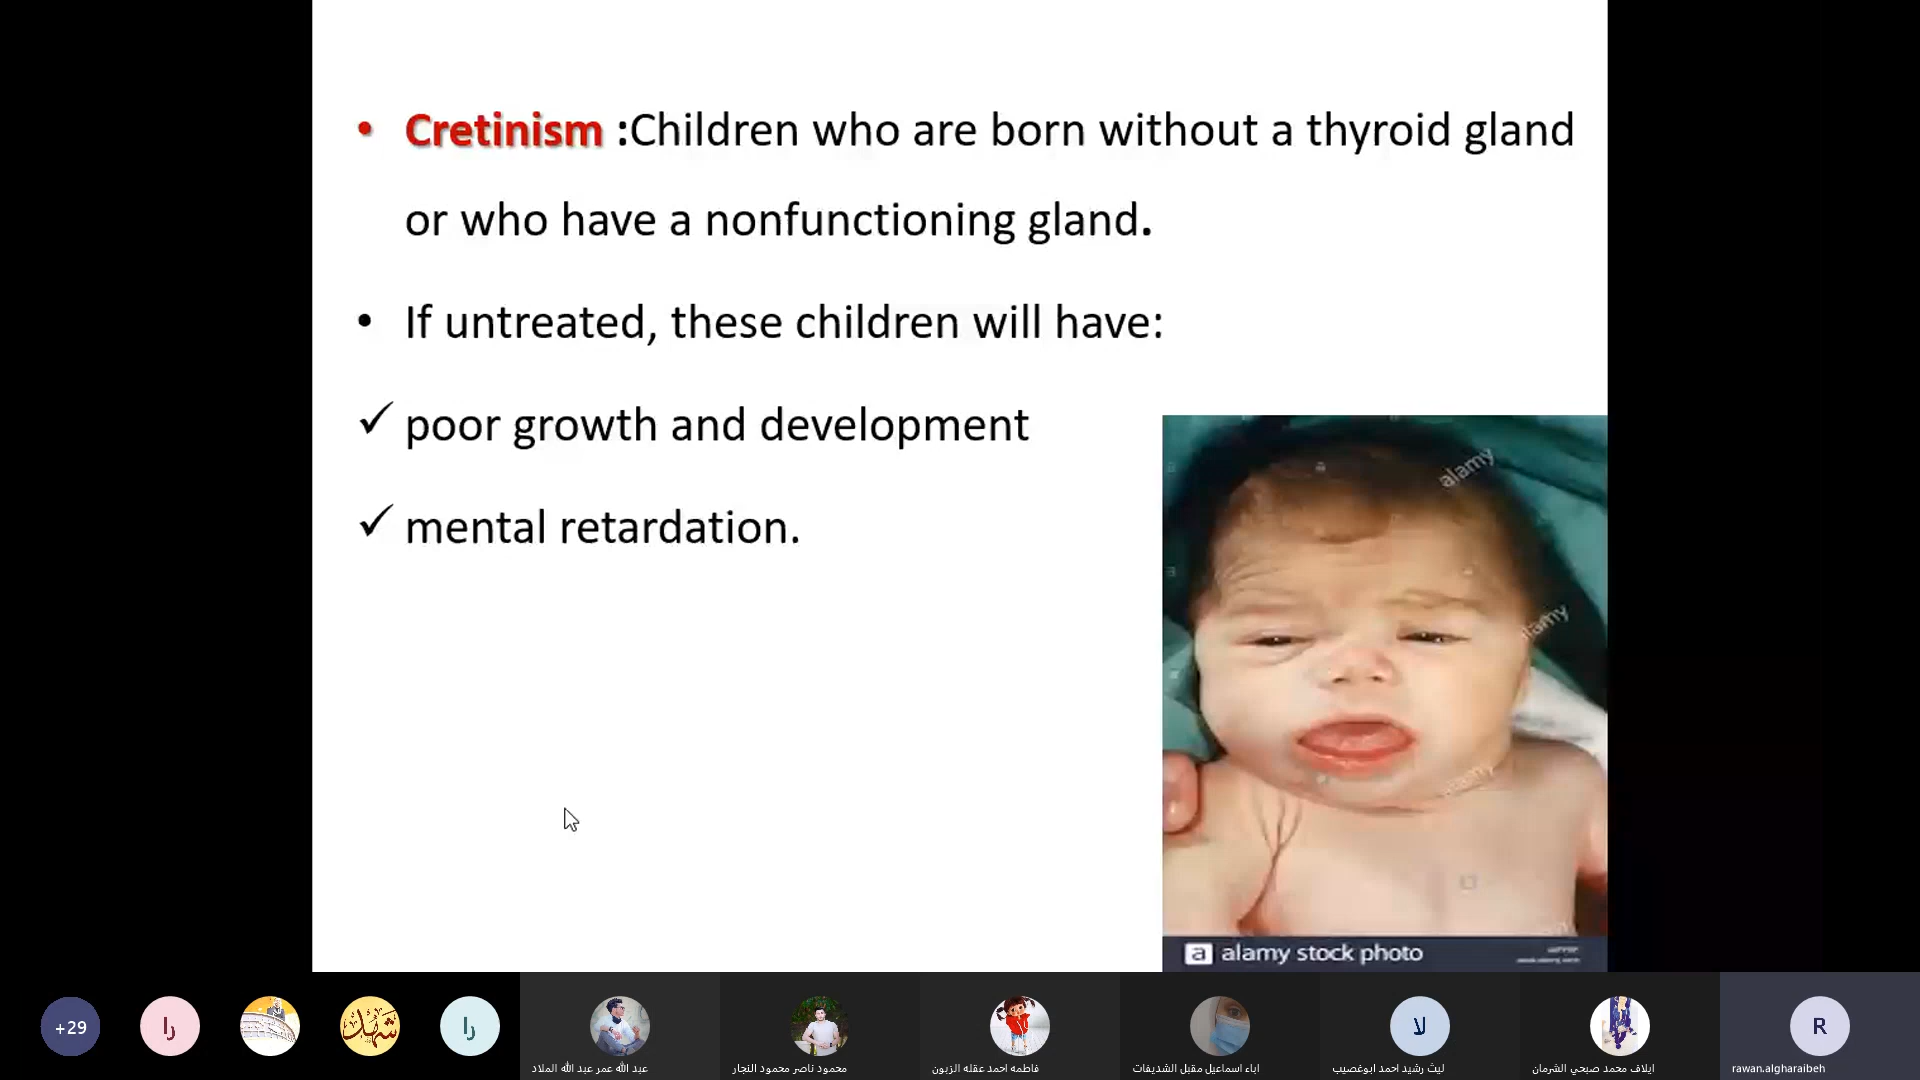 • Cretinism :Children who are born without a thyroid gland
or who have a nonfunctioning gland.
• If untreated, these children will have:
✓ poor growth and development
✓ mental retardation.
alamy
alamy
alamy
a alamy stock photo
+29
را
شهد
را
عبد الله عمر عبد الله الملاد
محمود ناصر محمود النجار
فاطمه احمد عقله الزبون
اباء اسماعيل مقبل الشديفات
لا
ليث رشيد احمد ابوغصيب
ايلاف محمد صبحي الشرمان
R
rawan.algharaibeh